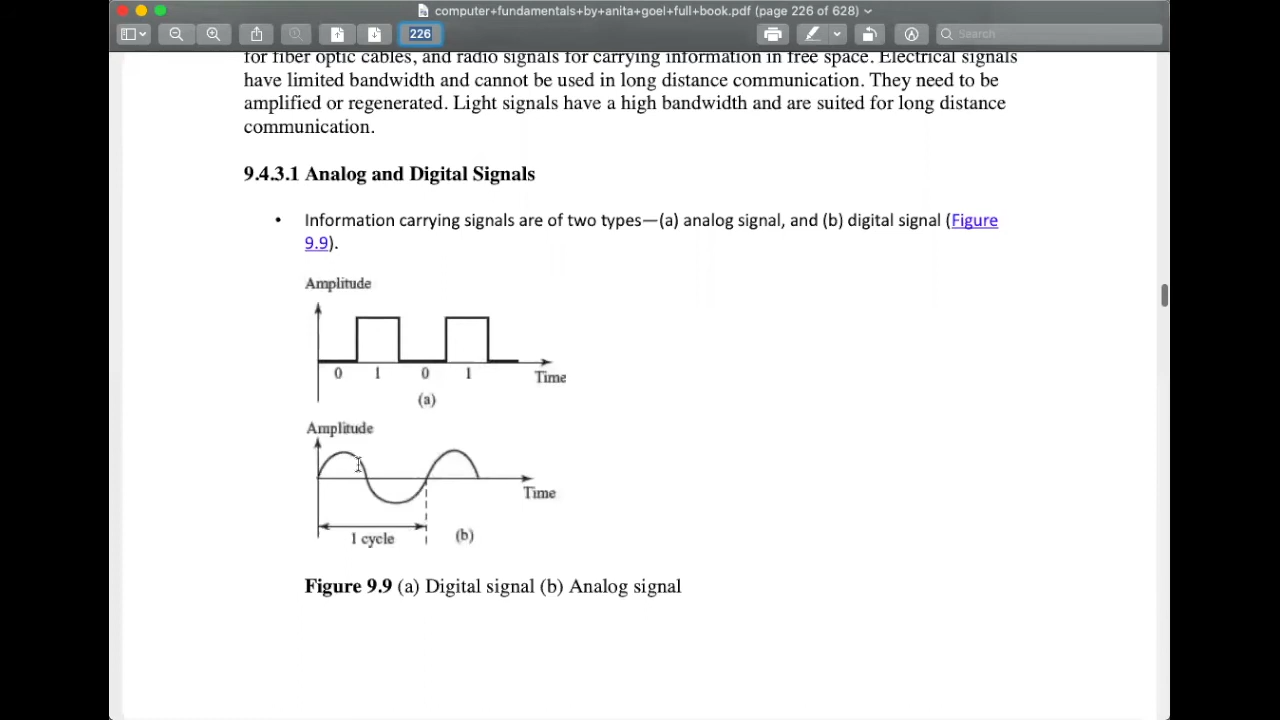 computer+fundamentals+by+anita+goel+full+book.pdf (page 226 of 628)
226
Search
for fiber optic cables, and radio signals for carrying information in free space. Electrical signals
have limited bandwidth and cannot be used in long distance communication. They need to be
amplified or regenerated. Light signals have a high bandwidth and are suited for long distance
communication.
9.4.3.1 Analog and Digital Signals
• Information carrying signals are of two types—(a) analog signal, and (b) digital signal (Figure
9.9).
Amplitude
0 1 0 1
Time
(a)
Amplitude
Time
1 cycle
(b)
Figure 9.9 (a) Digital signal (b) Analog signal